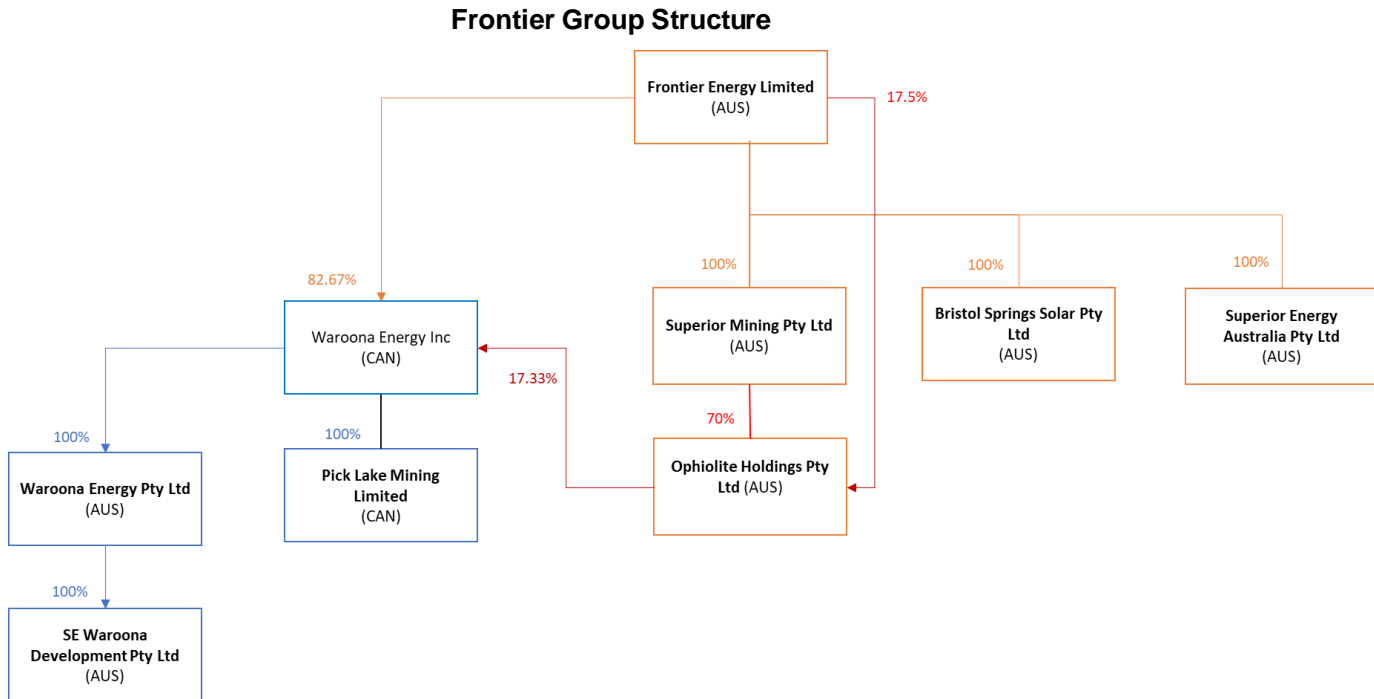 Frontier Group Structure
Frontier Energy Limited
(AUS)
17.5%
82.67%
100%
100%
100%
Waroona Energy Inc
(CAN)
Superior Mining Pty Ltd
(AUS)
Bristol Springs Solar Pty
Ltd
(AUS)
Superior Energy
Australia Pty Ltd
(AUS)
17.33%
70%
100%
100%
Waroona Energy Pty Ltd
(AUS)
Pick Lake Mining
Limited
(CAN)
Ophiolite Holdings Pty
Ltd (AUS)
100%
SE Waroona
Development Pty Ltd
(AUS)